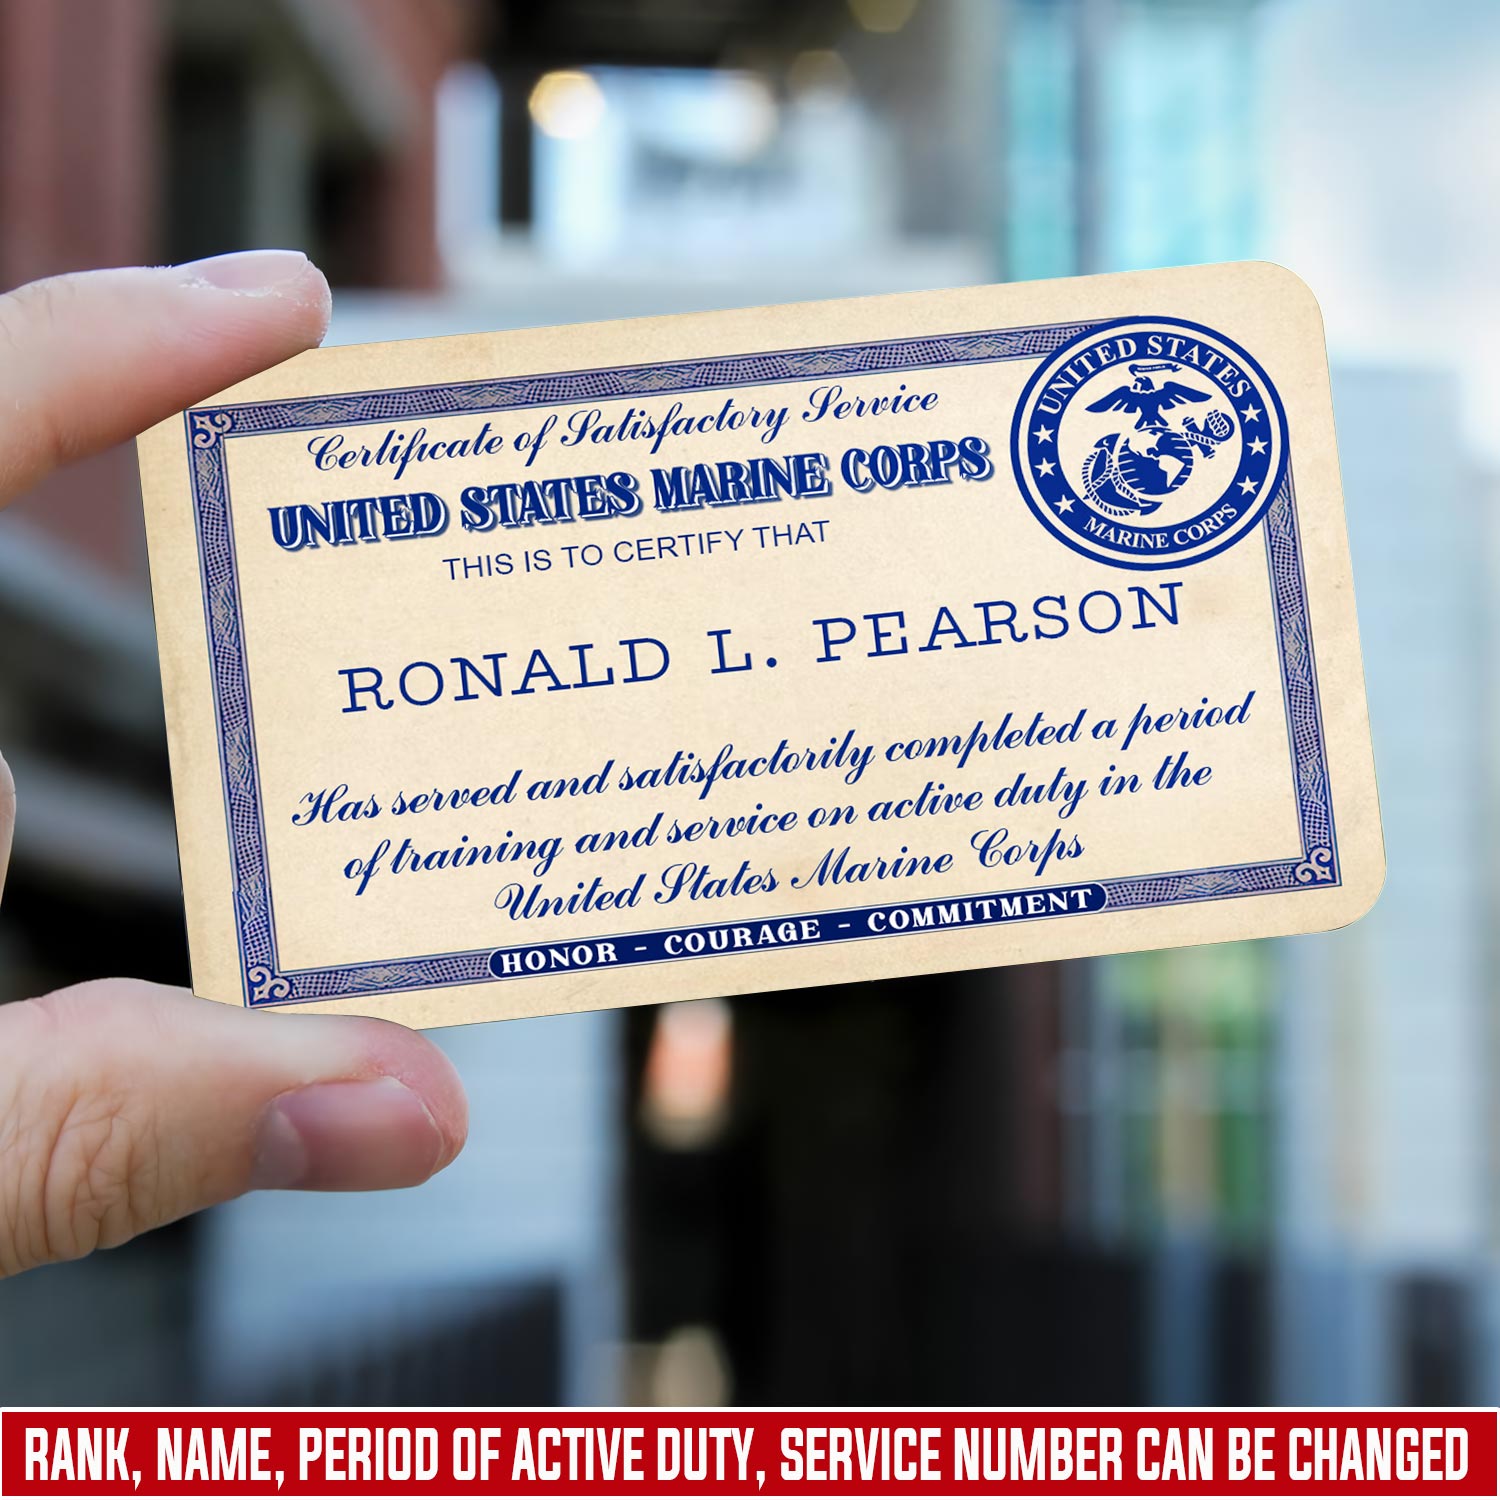 Certificate of Satisfactory Service
UNITED STATES MARINE CORPS
UNITED STATES
MARINE CORPS
THIS IS TO CERTIFY THAT
RONALD L. PEARSON
Has served and satisfactorily completed a period
of training and service on active duty in the
United States Marine Corps
HONOR - COURAGE - COMMITMENT
RANK, NAME, PERIOD OF ACTIVE DUTY, SERVICE NUMBER CAN BE CHANGED